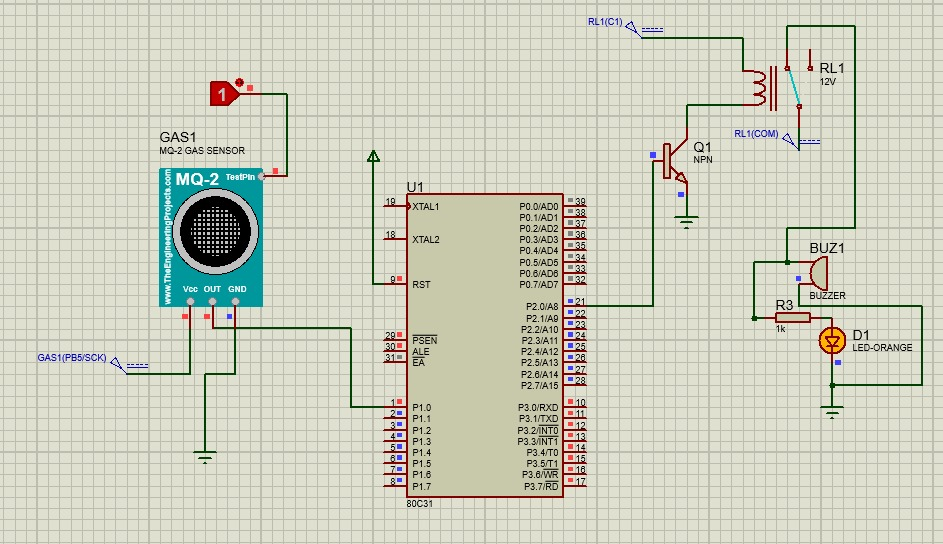 RL1(C1)
RL1
12V
RL1(COM)
1
GAS1
MQ-2 GAS SENSOR
MQ-2
TestPin
www.TheEngineeringProjects.com
Vcc OUT GND
GAS1(PB5/SCK)
Q1
NPN
U1
19 XTAL1
18 XTAL2
9 RST
29 PSEN
30 ALE
31 EA
1 P1.0
2 P1.1
3 P1.2
4 P1.3
5 P1.4
6 P1.5
7 P1.6
8 P1.7
P0.0/AD0 39
P0.1/AD1 38
P0.2/AD2 37
P0.3/AD3 36
P0.4/AD4 35
P0.5/AD5 34
P0.6/AD6 33
P0.7/AD7 32
P2.0/A8 21
P2.1/A9 22
P2.2/A10 23
P2.3/A11 24
P2.4/A12 25
P2.5/A13 26
P2.6/A14 27
P2.7/A15 28
P3.0/RXD 10
P3.1/TXD 11
P3.2/INT0 12
P3.3/INT1 13
P3.4/T0 14
P3.5/T1 15
P3.6/WR 16
P3.7/RD 17
80C31
BUZ1
BUZZER
R3
1k
D1
LED-ORANGE